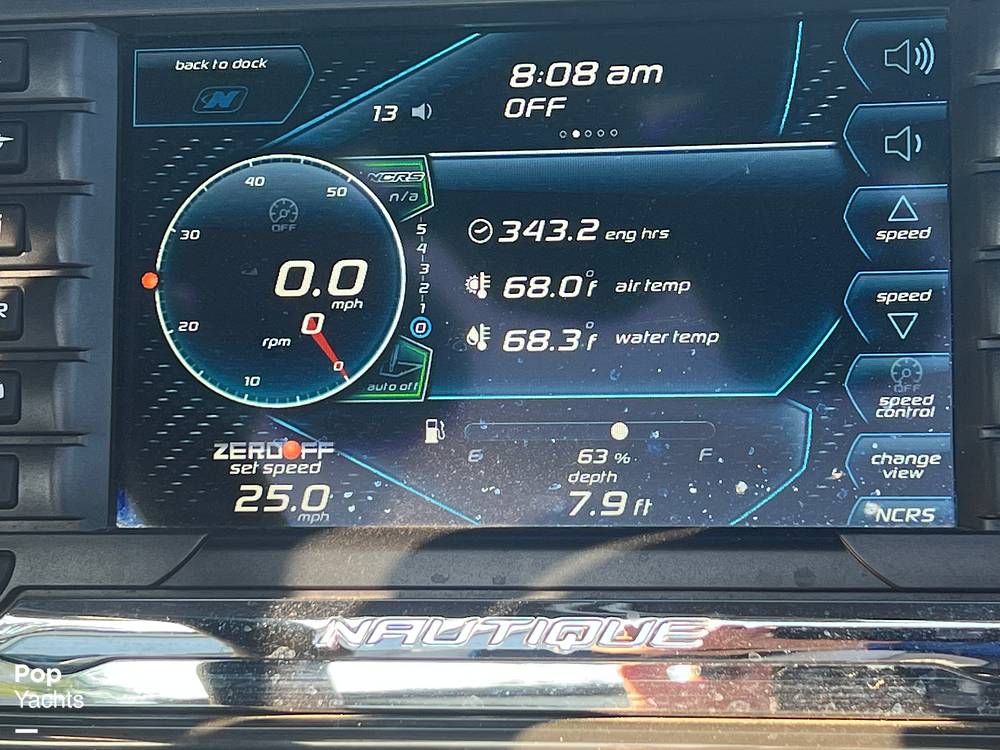 back to dock
N
8:08 am
13
OFF
NCRS
n/a
40
50
OFF
30
5
4
3
2
1
0
0.0
mph
20
0
rpm
10
0
auto off
343.2 eng hrs
68.0°f air temp
68.3°f water temp
ZEROOFF
set speed
25.0
mph
F
63 %
depth
7.9 ft
speed
speed
OFF
speed
control
change
view
NCRS
NAUTIQUE
Pop
Yachts